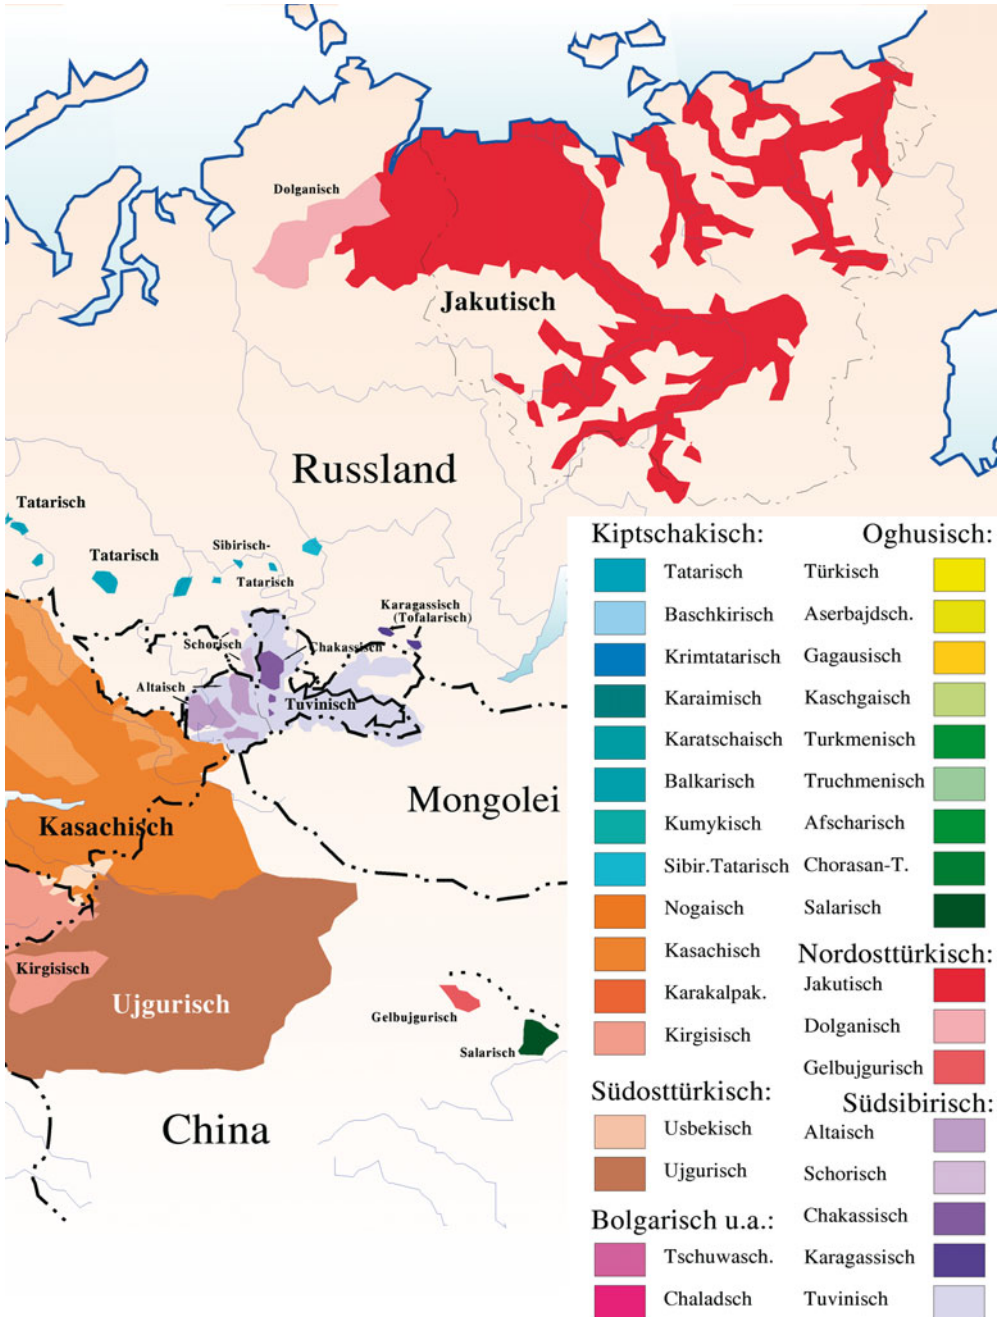 Dolganisch
Jakutisch
Russland
Tatarisch
Tatarisch
Sibirisch-
Tatarisch
Karagassisch
(Tofalarisch)
Schorisch
Chakassisch
Altaisch
Tuvinisch
Mongolei
Kasachisch
Kirgisisch
Ujgurisch
Gelbujgurisch
Salarisch
China
Kiptschakisch:
Tatarisch
Baschkirisch
Krimtatarisch
Karaimisch
Karatschaisch
Balkarisch
Kumykisch
Sibir.Tatarisch
Nogaisch
Kasachisch
Karakalpak.
Kirgisisch
Südosttürkisch:
Usbekisch
Ujgurisch
Bolgarisch u.a.:
Tschuwasch.
Chaladsch
Oghusisch:
Türkisch
Aserbajdsch.
Gagausisch
Kaschgaisch
Turkmenisch
Truchmenisch
Afscharisch
Chorasan-T.
Salarisch
Nordosttürkisch:
Jakutisch
Dolganisch
Gelbujgurisch
Südsibirisch:
Altaisch
Schorisch
Chakassisch
Karagassisch
Tuvinisch